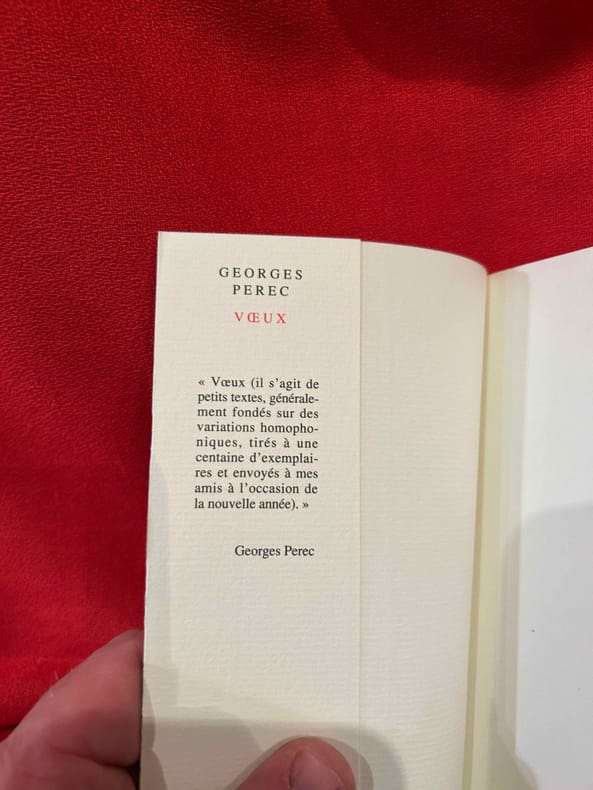 GEORGES
PEREC
VŒUX
« Vœux (il s’agit de
petits textes, générale-
ment fondés sur des
variations homopho-
niques, tirés à une
centaine d’exemplai-
res et envoyés à mes
amis à l’occasion de
la nouvelle année). »
Georges Perec